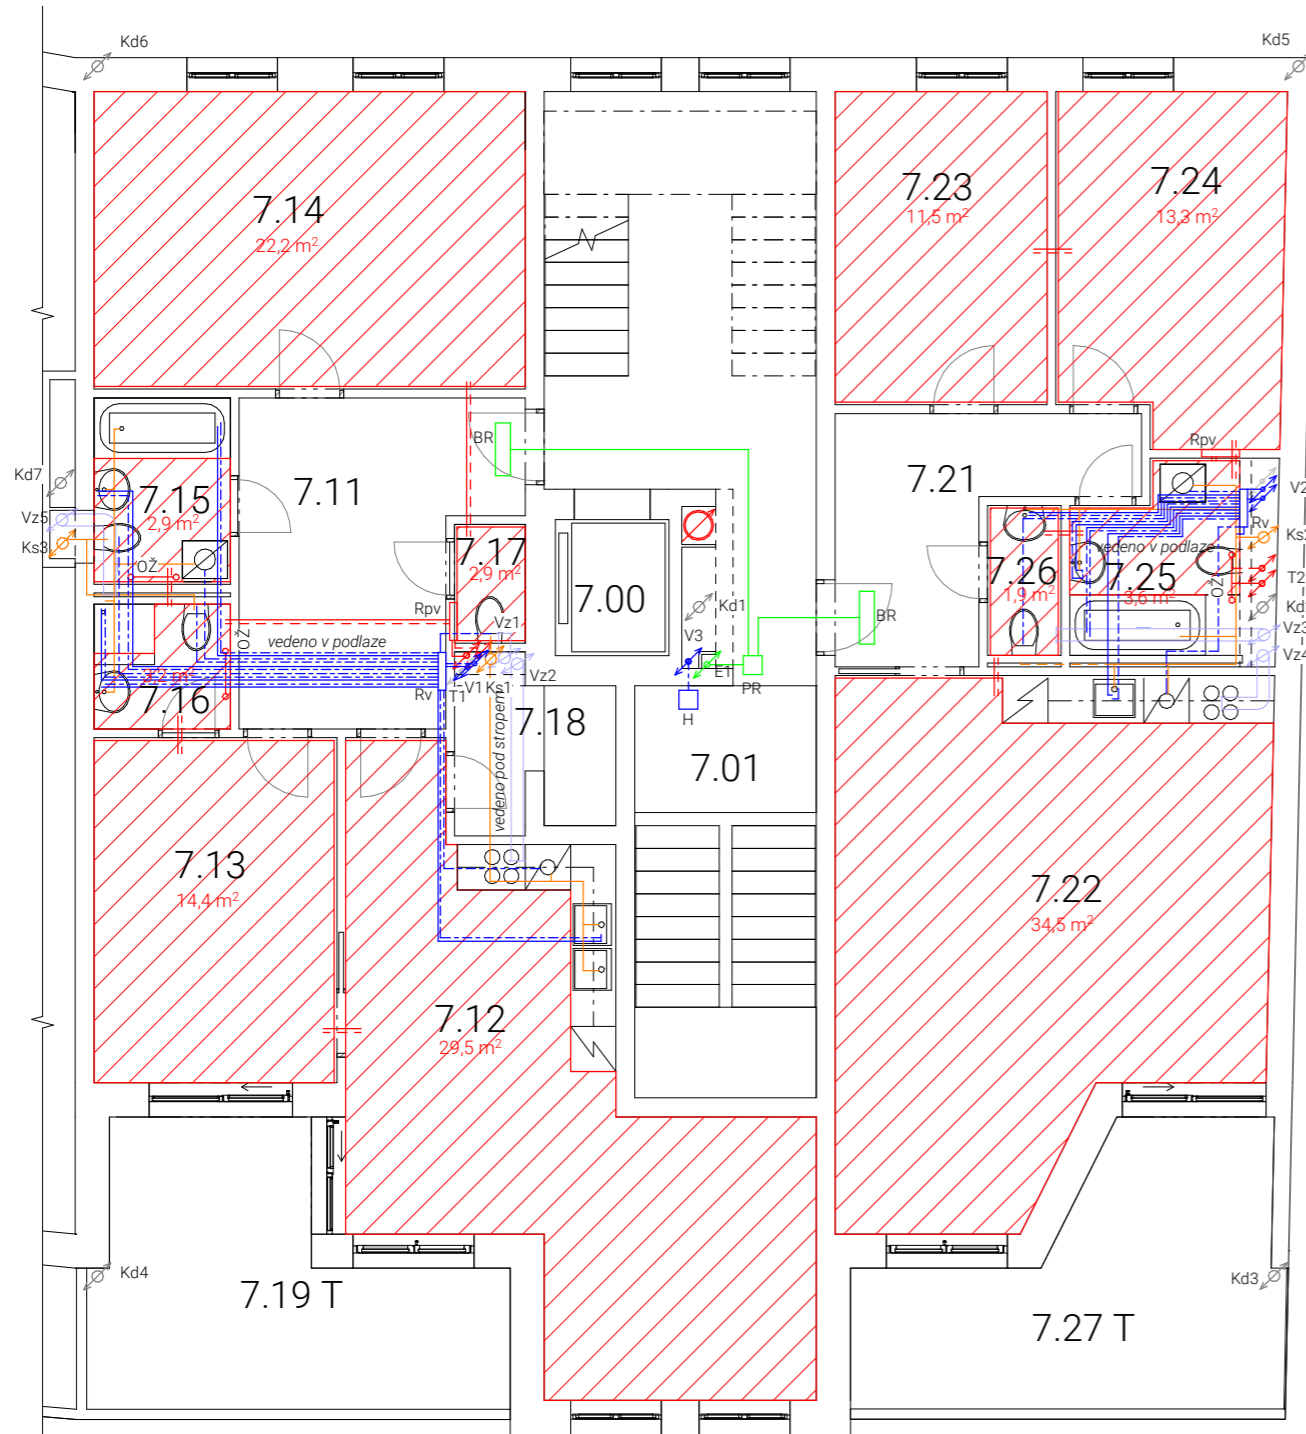 Kd6
Kd5
7.14
22,2 m²
7.23
11,5 m²
7.24
13,3 m²
BR
Rpv
Kd7
7.15
2,9 m²
7.11
7.21
V2
Vz5
Ks3
OŽ
7.17
2,9 m²
Rv
Ks2
vedeno v podlaze
7.26
1,9 m²
7.25
3,6 m²
OŽ
T2
7.00
Kd1
BR
Rpv
Vz1
vedeno v podlaze
OŽ
V3
Vz3
Vz4
E1
PR
H
Vz2
Rv
T1
V1
Ks1
7.16
7.18
vedeno pod stropem
7.01
7.13
14,4 m²
7.22
34,5 m²
7.12
29,5 m²
Kd4
7.19 T
Kd3
7.27 T